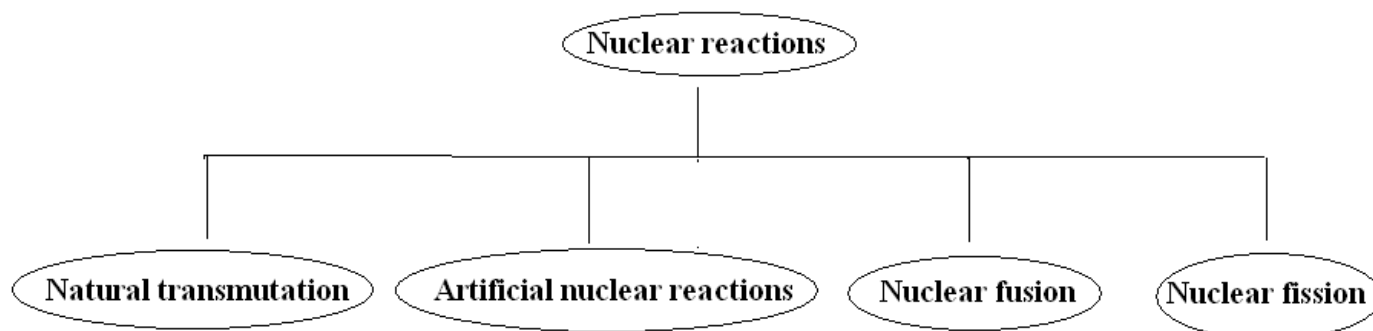 Nuclear reactions
Natural transmutation
Artificial nuclear reactions
Nuclear fusion
Nuclear fission